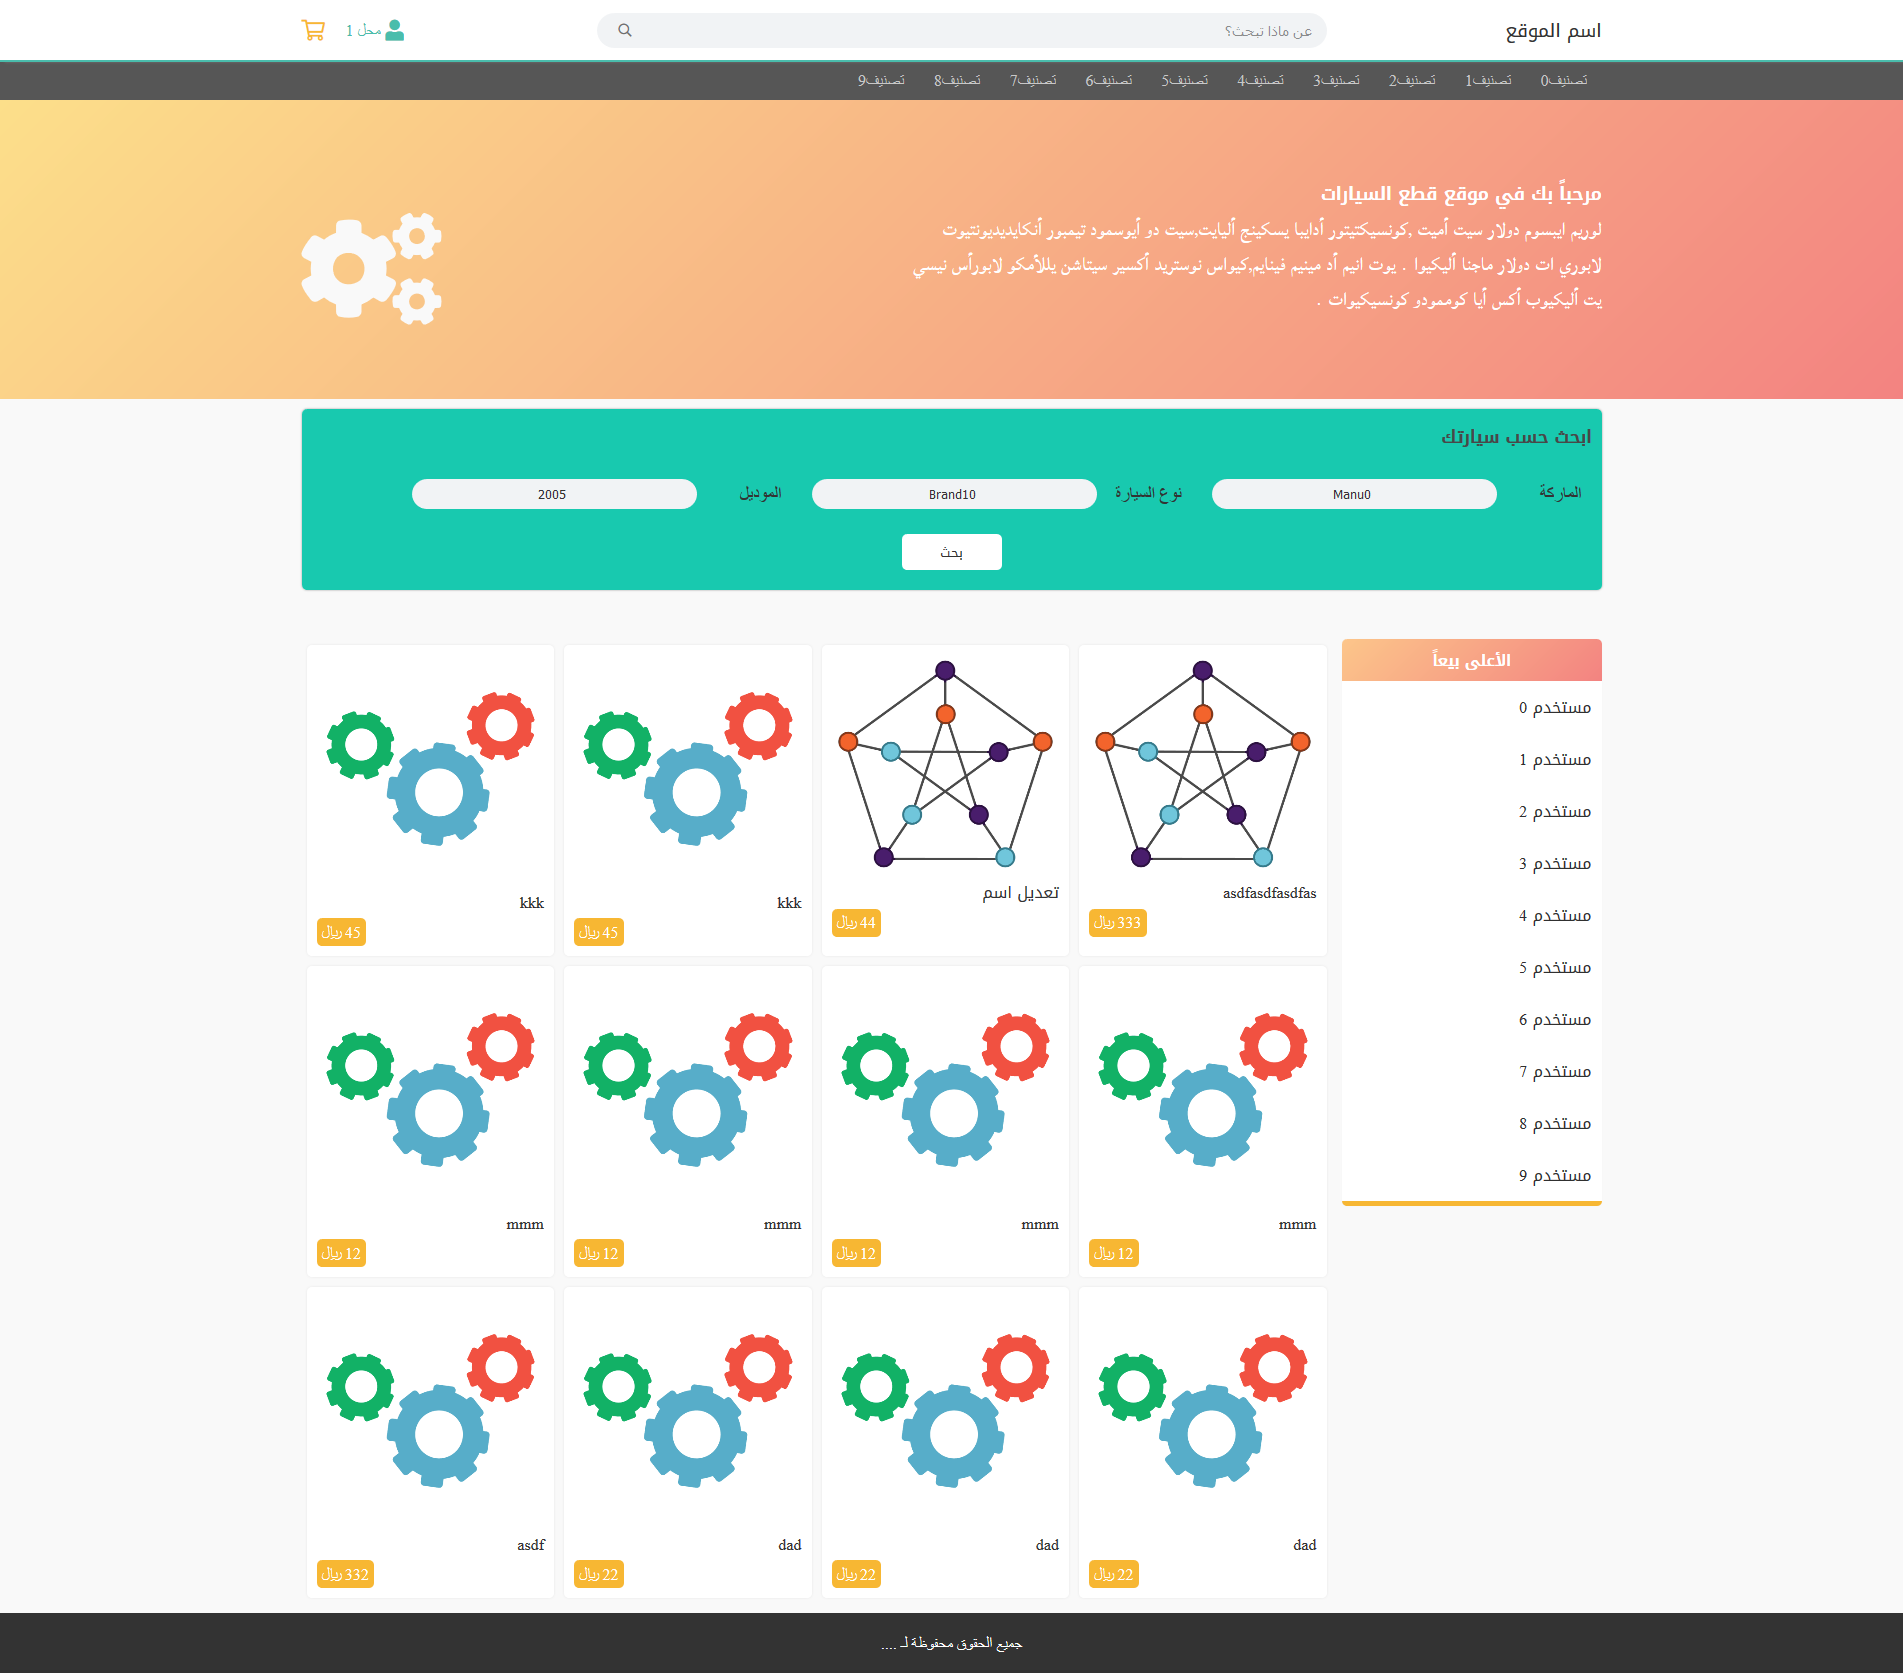 اسم الموقع
عن ماذا تبحث؟
محل 1
تصنيف0 تصنيف1 تصنيف2 تصنيف3 تصنيف4 تصنيف5 تصنيف6 تصنيف7 تصنيف8 تصنيف9
مرحباً بك في موقع قطع السيارات
لوريم ايبسوم دولار سيت أميت ,كونسيكتيتور أدايبا يسكينج أليايت,سيت دو أيوسمود تيمبور أنكايديديونتيوت
لابوري ات دولار ماجنا أليكيوا . يوت انيم أد مينيم فينايم,كيواس نوستريد أكسير سيتاشن يللأمكو لابورأس نيسي
يت أليكيوب أكس أيا كوممودو كونسيكيوات .
ابحث حسب سيارتك
الماركة Manu0 نوع السيارة Brand10 الموديل 2005
بحث
الأعلى بيعاً
مستخدم 0
مستخدم 1
مستخدم 2
مستخدم 3
مستخدم 4
مستخدم 5
مستخدم 6
مستخدم 7
مستخدم 8
مستخدم 9
asdfasdfasdfas
333 ريال
تعديل اسم
44 ريال
kkk
45 ريال
kkk
45 ريال
mmm
12 ريال
mmm
12 ريال
mmm
12 ريال
mmm
12 ريال
dad
22 ريال
dad
22 ريال
dad
22 ريال
asdf
332 ريال
جميع الحقوق محفوظة لـ ....